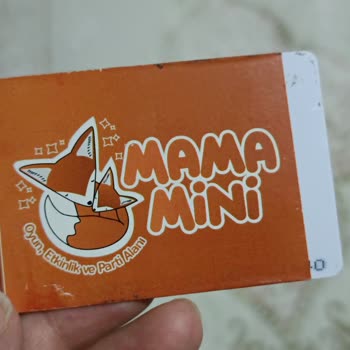 MAMA
MiNi
Oyun, Etkinlik ve Parti Alanı